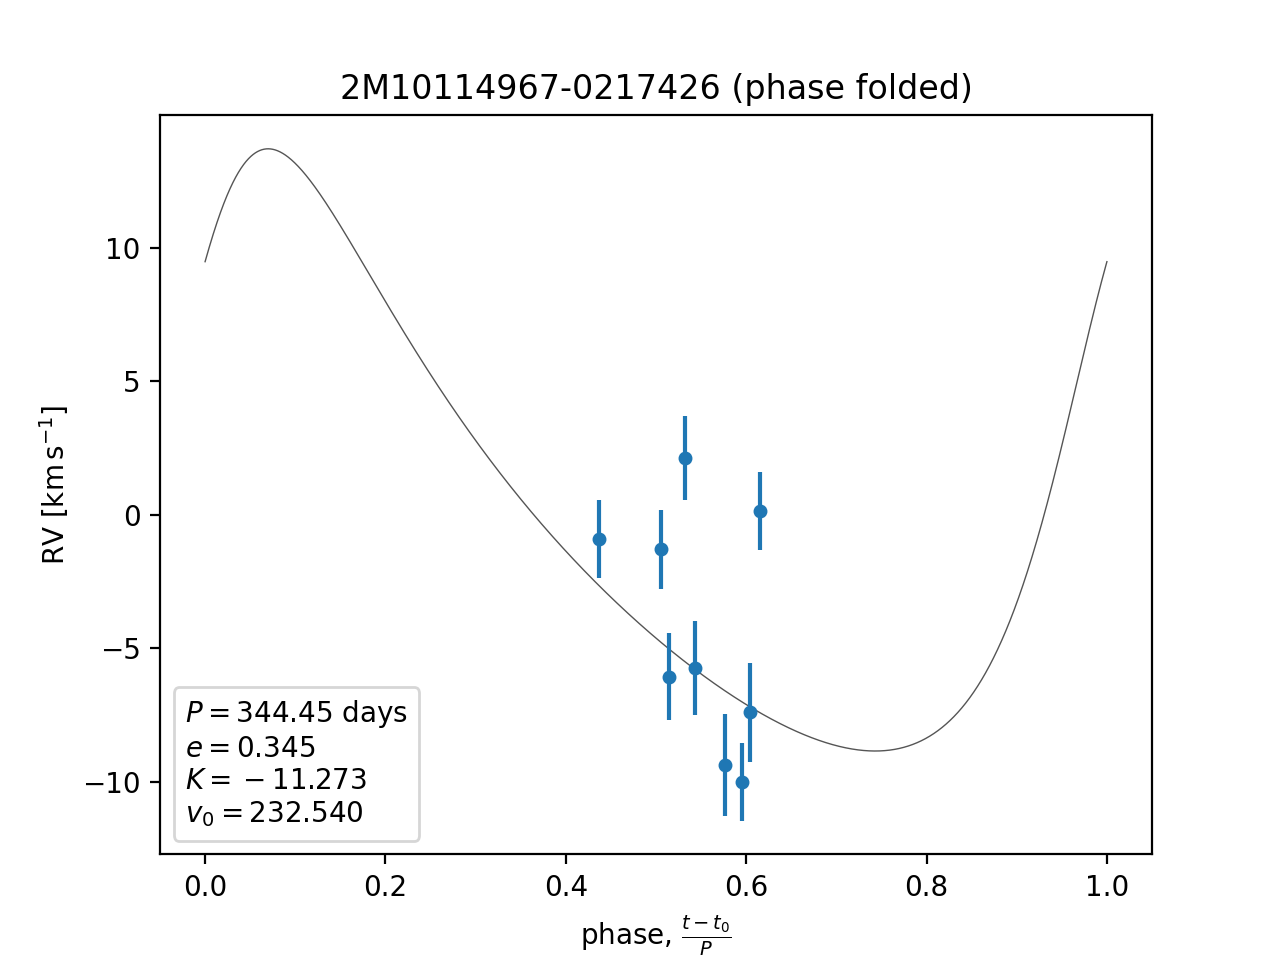 2M10114967-0217426 (phase folded)
RV [km s⁻¹]
10
5
0
−5
−10
P = 344.45 days
e = 0.345
K = −11.273
v₀ = 232.540
0.0 0.2 0.4 0.6 0.8 1.0
phase, (t − t₀)/P